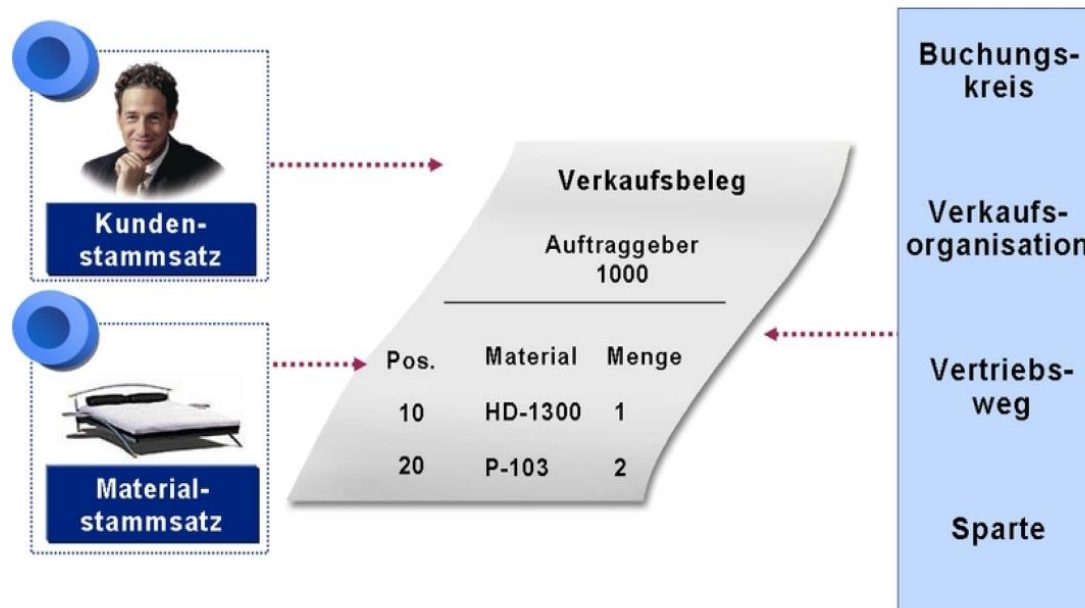 Kunden-
stammsatz
Material-
stammsatz
Verkaufsbeleg
Auftraggeber
1000
Pos. Material Menge
10 HD-1300 1
20 P-103 2
Buchungs-
kreis
Verkaufs-
organisation
Vertriebs-
weg
Sparte